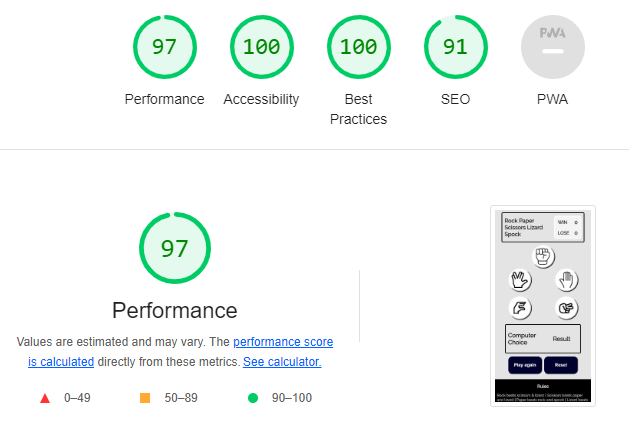 97 100 100 91 PWA
Performance Accessibility Best Practices SEO PWA
97
Performance
Values are estimated and may vary. The performance score
is calculated directly from these metrics. See calculator.
0–49 50–89 90–100
Rock Paper
Scissors Lizard
Spock
WIN 0
LOSE 0
Computer
Choice
Result
Play again Reset
Rules